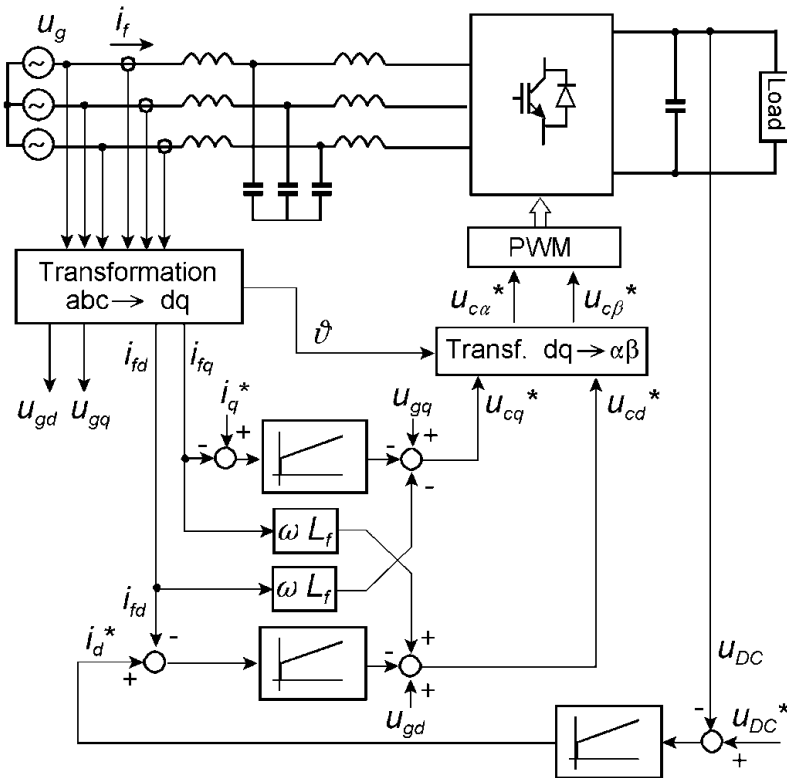 u_g
i_f
~
~
~
Load
Transformation
abc → dq
PWM
u_cα*
u_cβ*
ϑ
Transf. dq → αβ
i_fd
i_fq
u_gd
u_gq
i_q*
u_gq
u_cq*
u_cd*
-
+
-
+
-
ω L_f
ω L_f
i_fd
i_d*
-
+
-
+
+
u_gd
u_DC
u_DC*
-
+